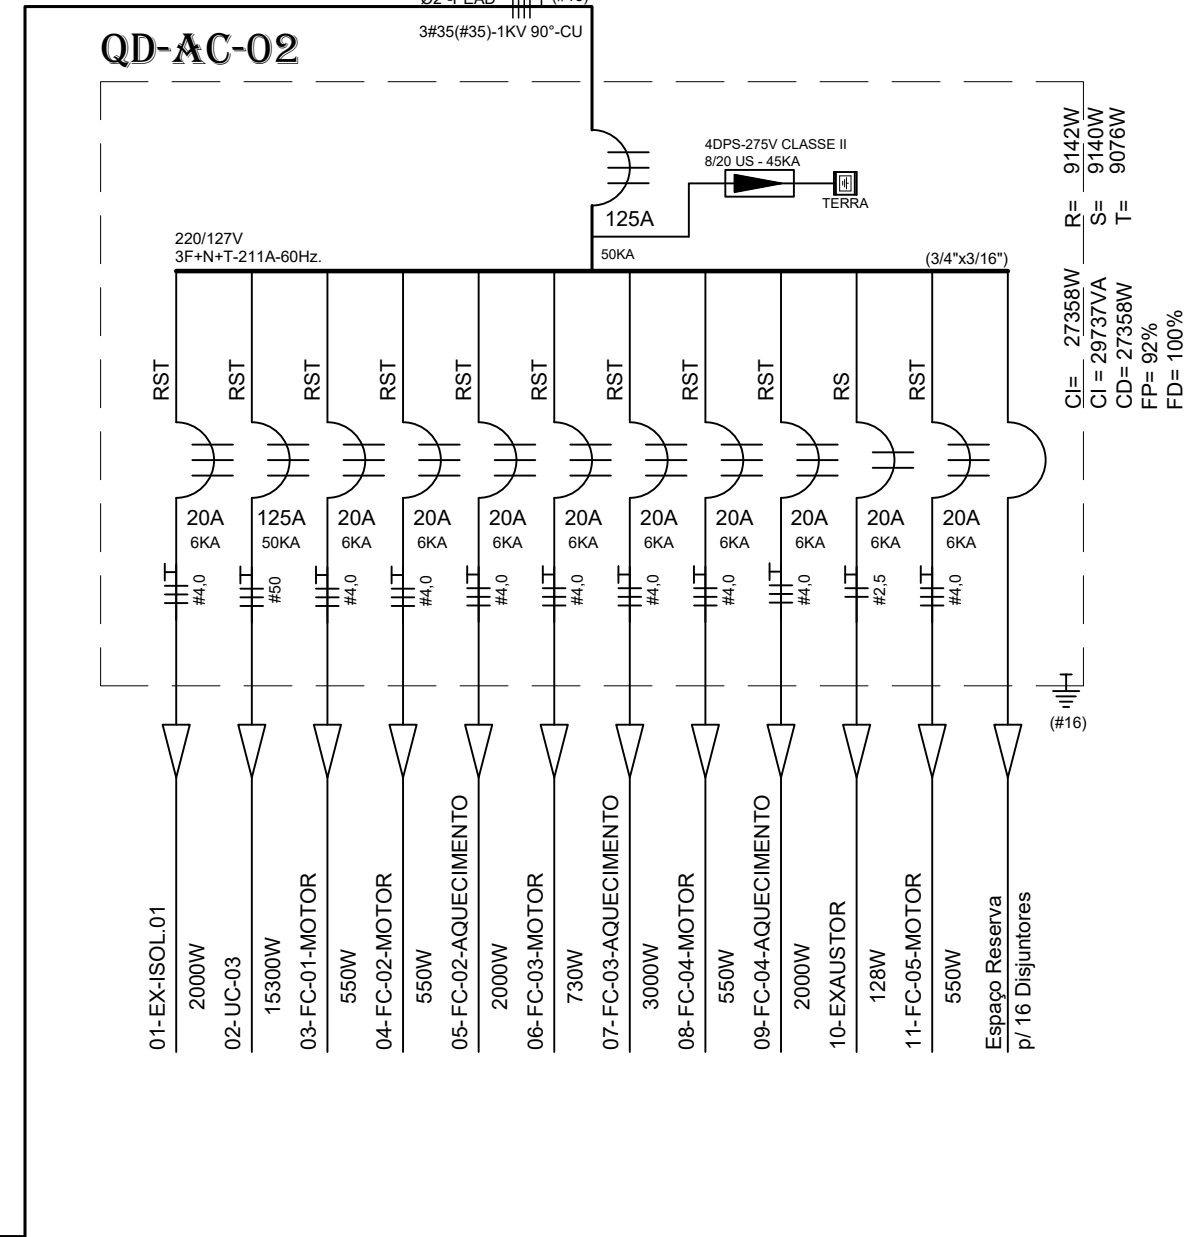 3#35(#35)-1KV 90°-CU
QD-AC-02
4DPS-275V CLASSE II
8/20 US - 45KA
TERRA
125A
50KA
220/127V
3F+N+T-211A-60Hz.
(3/4"x3/16")
CI= 27358W R= 9142W
CI = 29737VA S= 9140W
CD= 27358W T= 9076W
FP= 92%
FD= 100%
RST RST RST RST RST RST RST RST RST RS RST
20A 125A 20A 20A 20A 20A 20A 20A 20A 20A 20A
6KA 50KA 6KA 6KA 6KA 6KA 6KA 6KA 6KA 6KA 6KA
#4,0 #50 #4,0 #4,0 #4,0 #4,0 #4,0 #4,0 #4,0 #2,5 #4,0
(#16)
01-EX-ISOL.01
2000W
02-UC-03
15300W
03-FC-01-MOTOR
550W
04-FC-02-MOTOR
550W
05-FC-02-AQUECIMENTO
2000W
06-FC-03-MOTOR
730W
07-FC-03-AQUECIMENTO
3000W
08-FC-04-MOTOR
550W
09-FC-04-AQUECIMENTO
2000W
10-EXAUSTOR
128W
11-FC-05-MOTOR
550W
Espaço Reserva
p/ 16 Disjuntores